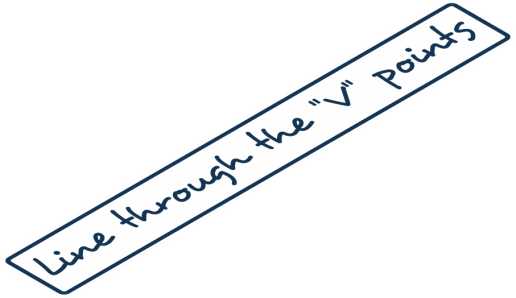 Line through the "V" points